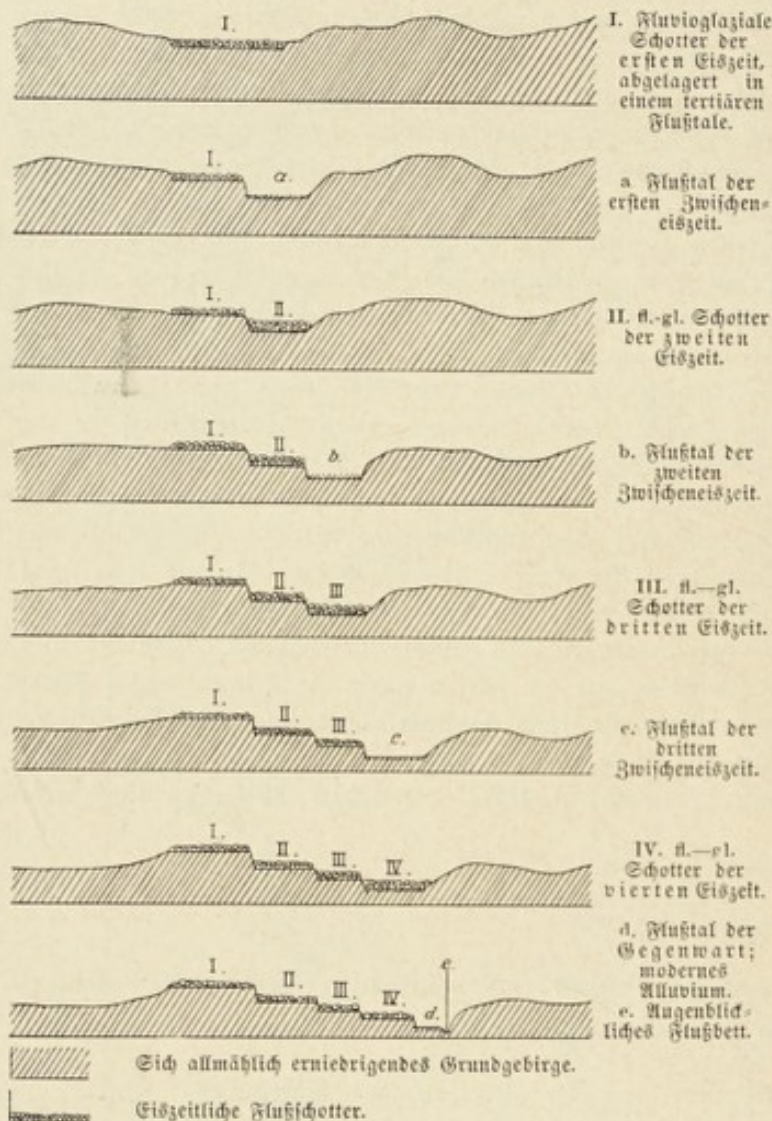 I.
I. Fluvioglaziale
Schotter der
ersten Eiszeit,
abgelagert in
einem tertiären
Flußtale.
I. a.
a Flußtal der
ersten Zwischen=
eiszeit.
I. II.
II. fl.-gl. Schotter
der zweiten
Eiszeit.
I. II. b.
b. Flußtal der
zweiten
Zwischeneiszeit.
I. II. III
III. fl.—gl.
Schotter der
dritten Eiszeit.
I. II. III. c.
c. Flußtal der
dritten
Zwischeneiszeit.
I. II. III. IV.
IV. fl.—gl.
Schotter der
vierten Eiszeit.
I. II. III. IV. d. e.
d. Flußtal der
Gegenwart;
modernes
Alluvium.
e. Augenblick=
liches Flußbett.
Sich allmählich erniedrigendes Grundgebirge.
Eiszeitliche Flußschotter.